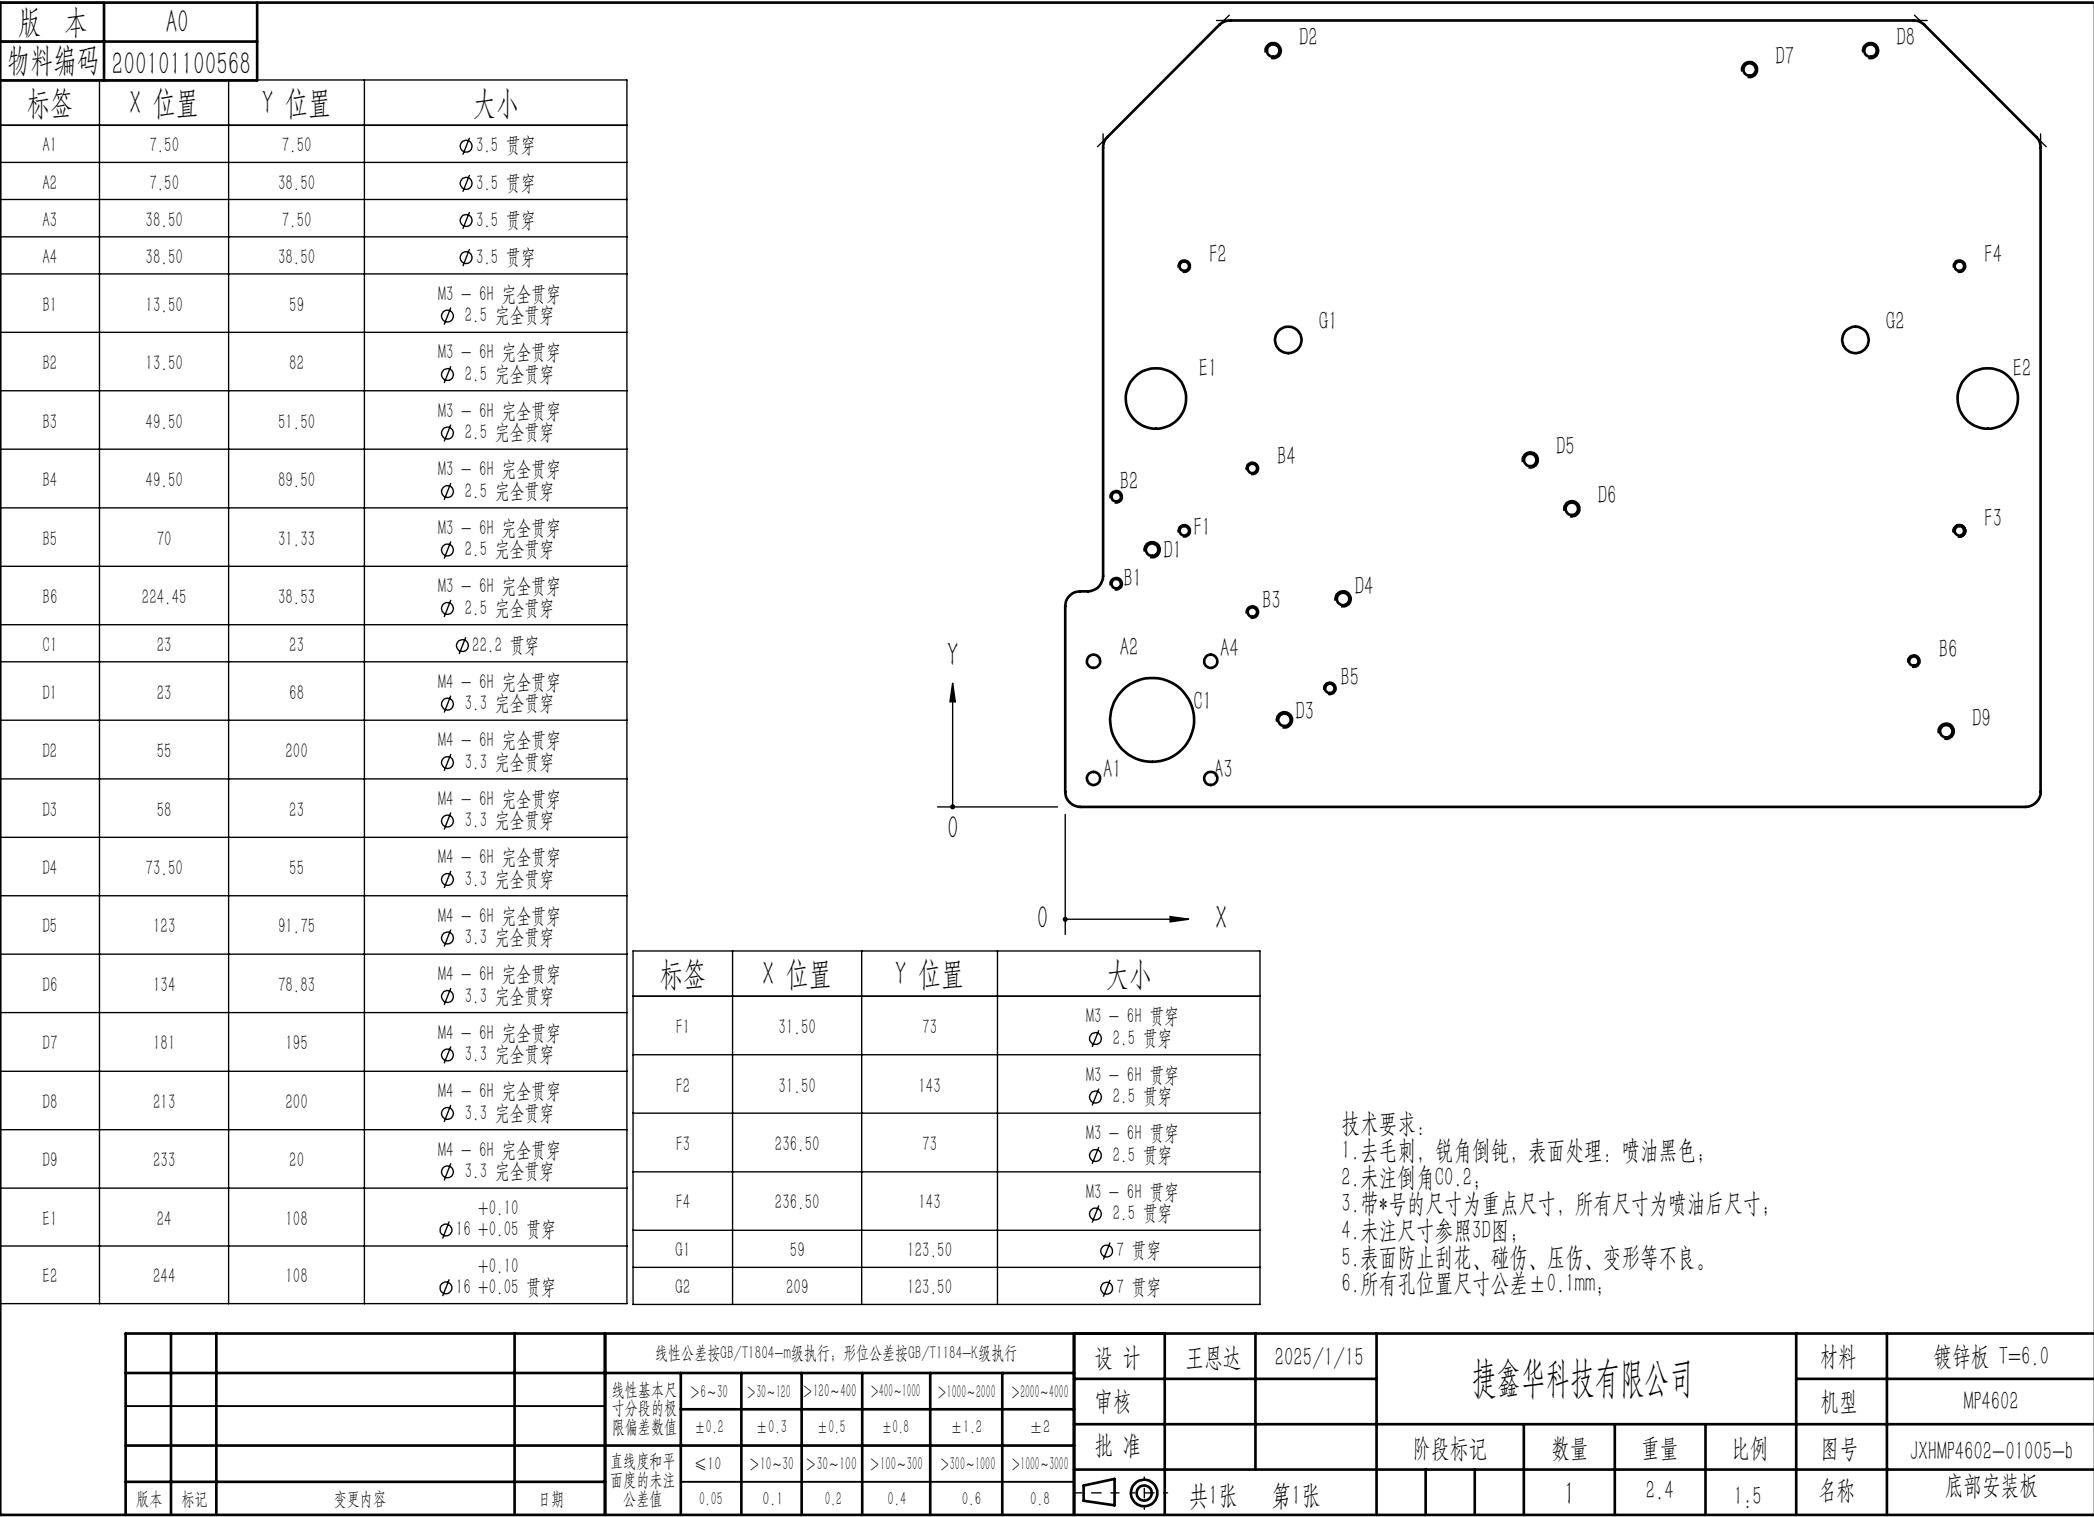 版 本 A0
物料编码 200101100568
标签 X 位置 Y 位置 大小
A1 7.50 7.50 Ø3.5 贯穿
A2 7.50 38.50 Ø3.5 贯穿
A3 38.50 7.50 Ø3.5 贯穿
A4 38.50 38.50 Ø3.5 贯穿
B1 13.50 59 M3 - 6H 完全贯穿
Ø 2.5 完全贯穿
B2 13.50 82 M3 - 6H 完全贯穿
Ø 2.5 完全贯穿
B3 49.50 51.50 M3 - 6H 完全贯穿
Ø 2.5 完全贯穿
B4 49.50 89.50 M3 - 6H 完全贯穿
Ø 2.5 完全贯穿
B5 70 31.33 M3 - 6H 完全贯穿
Ø 2.5 完全贯穿
B6 224.45 38.53 M3 - 6H 完全贯穿
Ø 2.5 完全贯穿
C1 23 23 Ø22.2 贯穿
D1 23 68 M4 - 6H 完全贯穿
Ø 3.3 完全贯穿
D2 55 200 M4 - 6H 完全贯穿
Ø 3.3 完全贯穿
D3 58 23 M4 - 6H 完全贯穿
Ø 3.3 完全贯穿
D4 73.50 55 M4 - 6H 完全贯穿
Ø 3.3 完全贯穿
D5 123 91.75 M4 - 6H 完全贯穿
Ø 3.3 完全贯穿
D6 134 78.83 M4 - 6H 完全贯穿
Ø 3.3 完全贯穿
D7 181 195 M4 - 6H 完全贯穿
Ø 3.3 完全贯穿
D8 213 200 M4 - 6H 完全贯穿
Ø 3.3 完全贯穿
D9 233 20 M4 - 6H 完全贯穿
Ø 3.3 完全贯穿
E1 24 108 +0.10
Ø16 +0.05 贯穿
E2 244 108 +0.10
Ø16 +0.05 贯穿
D2
D8
D7
F2
F4
G1
G2
E1
E2
D5
B4
B2
D6
F1
F3
D1
B1
D4
B3
A2
A4
B6
Y
B5
C1
D3
D9
A1
A3
0
0
X
标签 X 位置 Y 位置 大小
F1 31.50 73 M3 - 6H 贯穿
Ø 2.5 贯穿
F2 31.50 143 M3 - 6H 贯穿
Ø 2.5 贯穿
F3 236.50 73 M3 - 6H 贯穿
Ø 2.5 贯穿
F4 236.50 143 M3 - 6H 贯穿
Ø 2.5 贯穿
G1 59 123.50 Ø7 贯穿
G2 209 123.50 Ø7 贯穿
技术要求:
1.去毛刺, 锐角倒钝, 表面处理: 喷油黑色;
2.未注倒角C0.2;
3.带*号的尺寸为重点尺寸, 所有尺寸为喷油后尺寸;
4.未注尺寸参照3D图;
5.表面防止刮花、碰伤、压伤、变形等不良。
6.所有孔位置尺寸公差±0.1mm;
版本 标记 变更内容 日期
线性公差按GB/T1804-m级执行; 形位公差按GB/T1184-K级执行
线性基本尺
寸分段的极
限偏差数值
>6~30 >30~120 >120~400 >400~1000 >1000~2000 >2000~4000
±0.2 ±0.3 ±0.5 ±0.8 ±1.2 ±2
直线度和平
面度的未注
公差值
≤10 >10~30 >30~100 >100~300 >300~1000 >1000~3000
0.05 0.1 0.2 0.4 0.6 0.8
设 计 王恩达 2025/1/15
审核
批 准
共1张 第1张
捷鑫华科技有限公司
阶段标记 数量 重量 比例
1 2.4 1:5
材料 镀锌板 T=6.0
机型 MP4602
图号 JXHMP4602-01005-b
名称 底部安装板